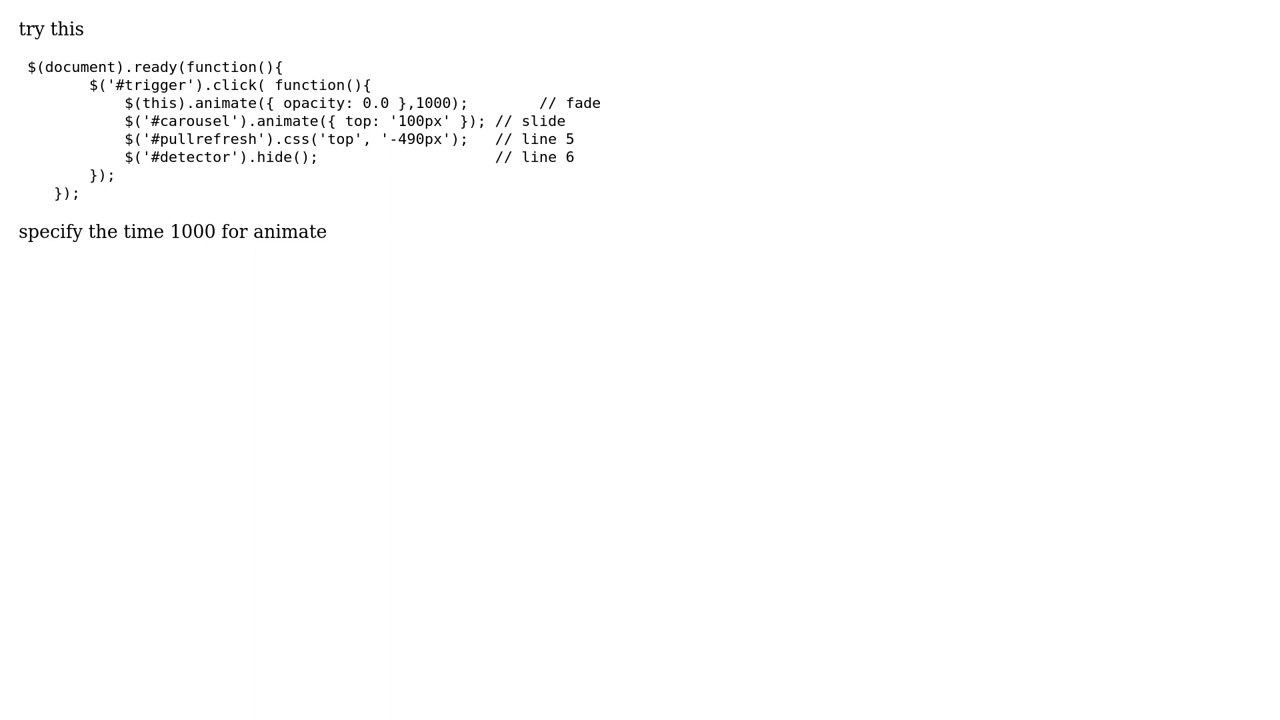 try this
$(document).ready(function(){
        $('#trigger').click( function(){
            $(this).animate({ opacity: 0.0 },1000);        // fade
            $('#carousel').animate({ top: '100px' }); // slide
            $('#pullrefresh').css('top', '-490px');   // line 5
            $('#detector').hide();                    // line 6
        });
    });
specify the time 1000 for animate